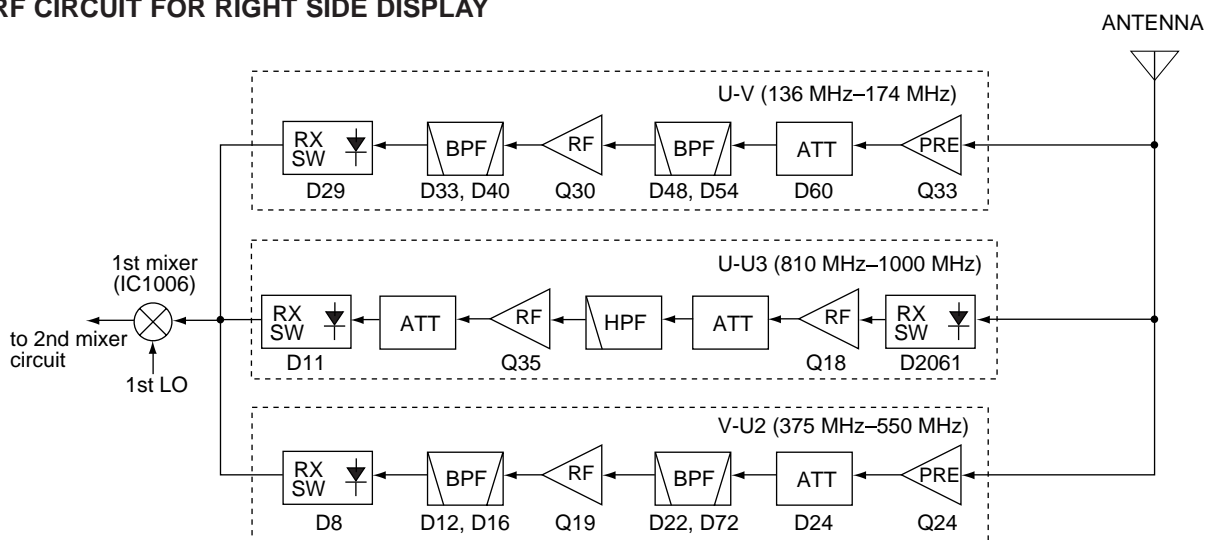 RF CIRCUIT FOR RIGHT SIDE DISPLAY
ANTENNA
U-V (136 MHz–174 MHz)
RX SW
BPF
RF
BPF
ATT
PRE
D29
D33, D40
Q30
D48, D54
D60
Q33
1st mixer
(IC1006)
to 2nd mixer
circuit
1st LO
U-U3 (810 MHz–1000 MHz)
RX SW
ATT
RF
HPF
ATT
RF
RX SW
D11
Q35
Q18
D2061
V-U2 (375 MHz–550 MHz)
RX SW
BPF
RF
BPF
ATT
PRE
D8
D12, D16
Q19
D22, D72
D24
Q24